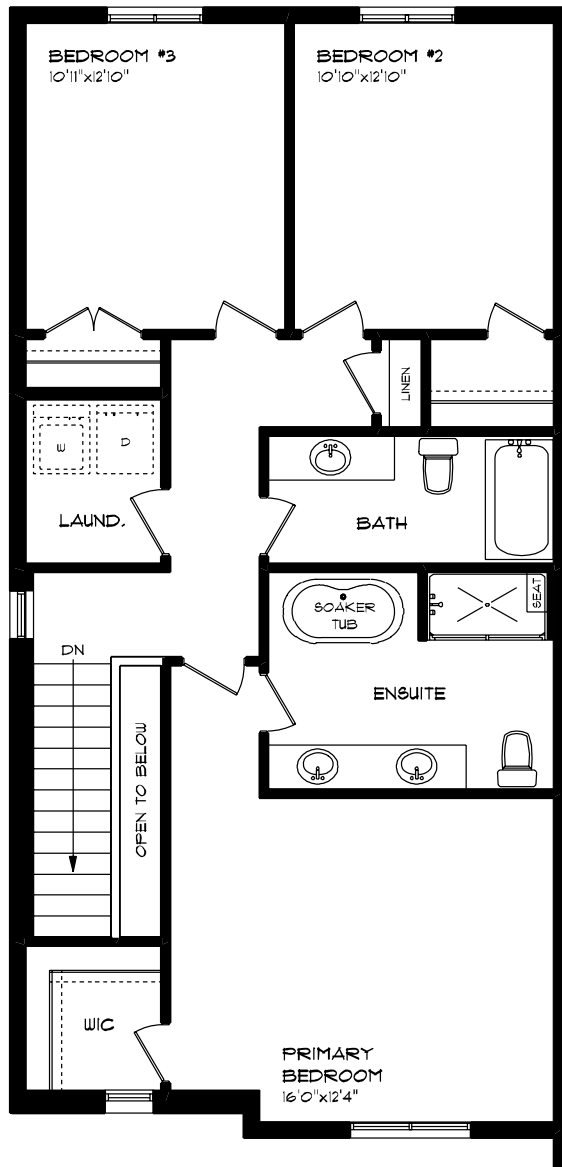 BEDROOM #3
10'11"x12'10"
BEDROOM #2
10'10"x12'10"
LINEN
W
D
LAUND.
BATH
SOAKER
TUB
SEAT
DN
ENSUITE
OPEN TO BELOW
WIC
PRIMARY
BEDROOM
16'0"x12'4"